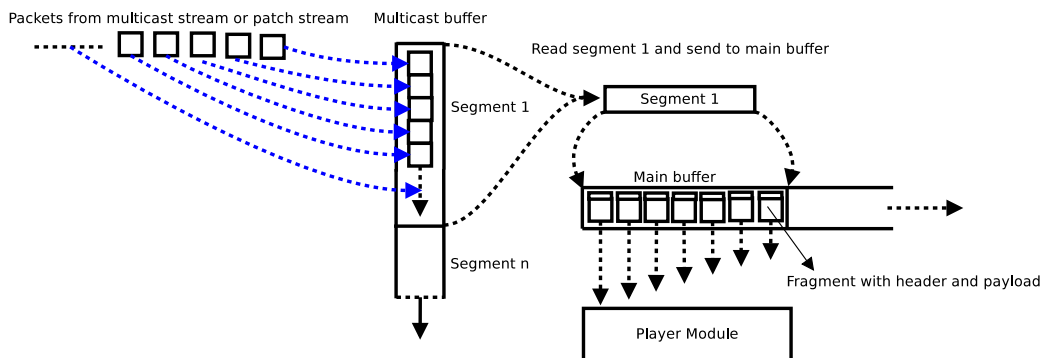 Packets from multicast stream or patch stream
Multicast buffer
Read segment 1 and send to main buffer
Segment 1
Segment 1
Main buffer
Segment n
Fragment with header and payload
Player Module